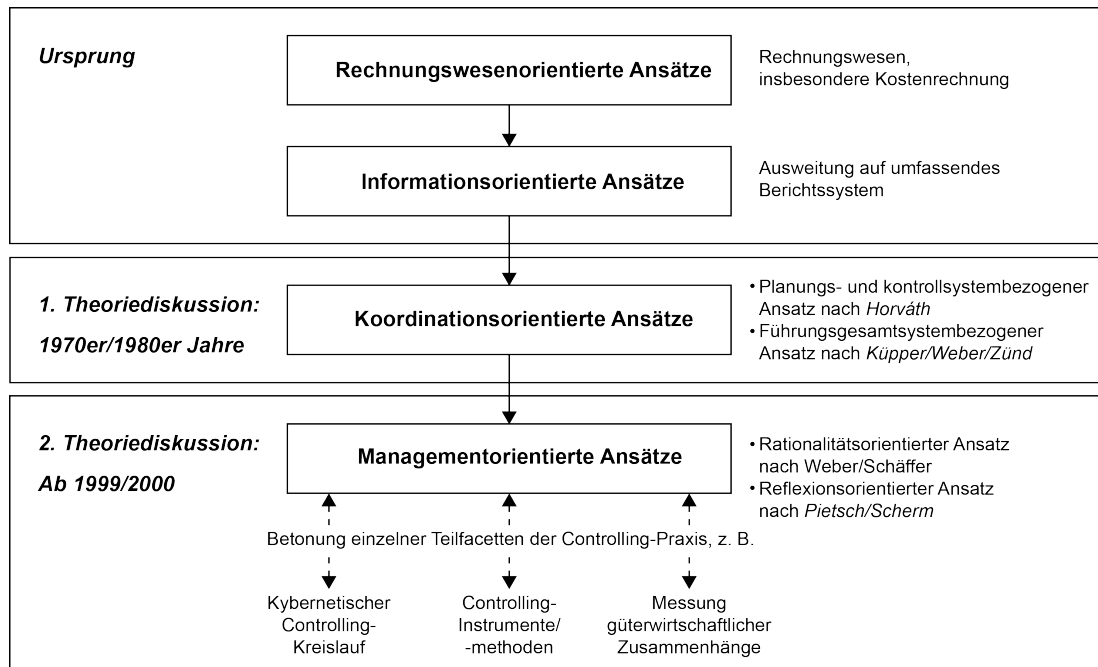 Ursprung
Rechnungswesenorientierte Ansätze
Rechnungswesen,
insbesondere Kostenrechnung
Informationsorientierte Ansätze
Ausweitung auf umfassendes
Berichtssystem
1. Theoriediskussion:
1970er/1980er Jahre
Koordinationsorientierte Ansätze
• Planungs- und kontrollsystembezogener
Ansatz nach Horváth
• Führungsgesamtsystembezogener
Ansatz nach Küpper/Weber/Zünd
2. Theoriediskussion:
Ab 1999/2000
Managementorientierte Ansätze
• Rationalitätsorientierter Ansatz
nach Weber/Schäffer
• Reflexionsorientierter Ansatz
nach Pietsch/Scherm
Betonung einzelner Teilfacetten der Controlling-Praxis, z. B.
Kybernetischer
Controlling-
Kreislauf
Controlling-
Instrumente/
-methoden
Messung
güterwirtschaftlicher
Zusammenhänge